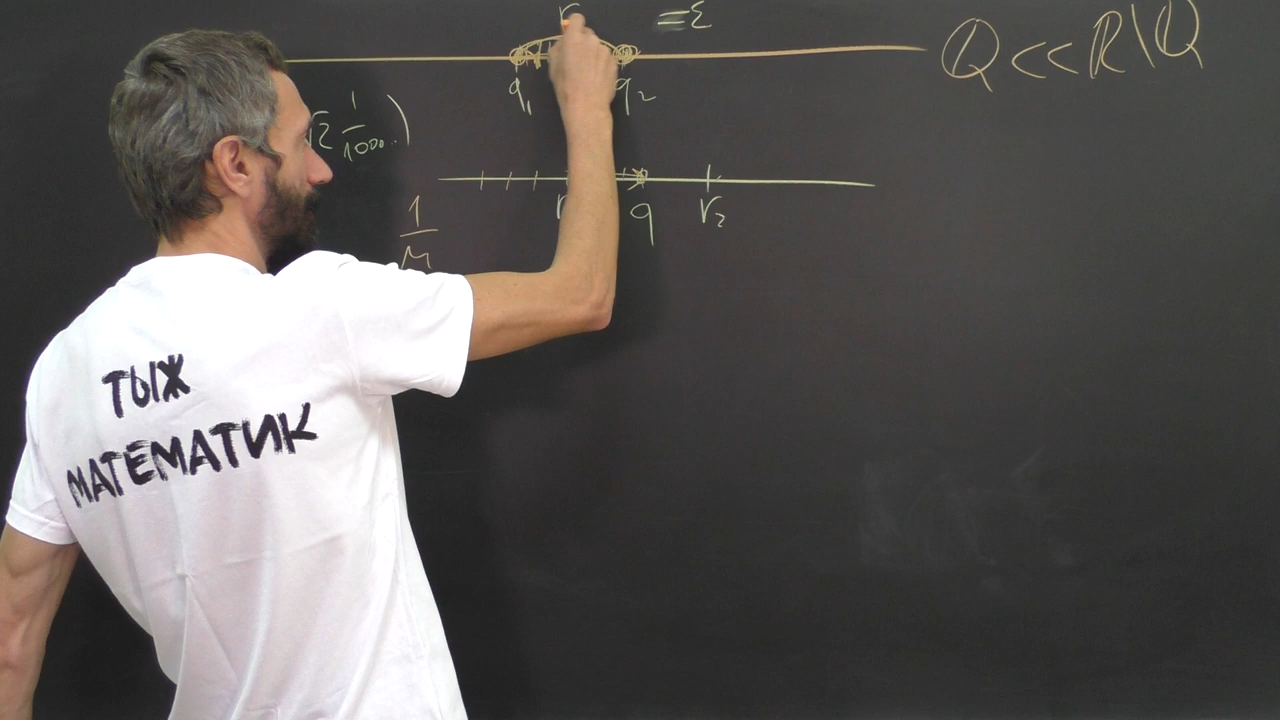 r =ε
ℚ << ℝ\ℚ
q₁ q₂
√2 1/1000..)
r q r₂
1/M
ТЫЖ
МАТЕМАТИК